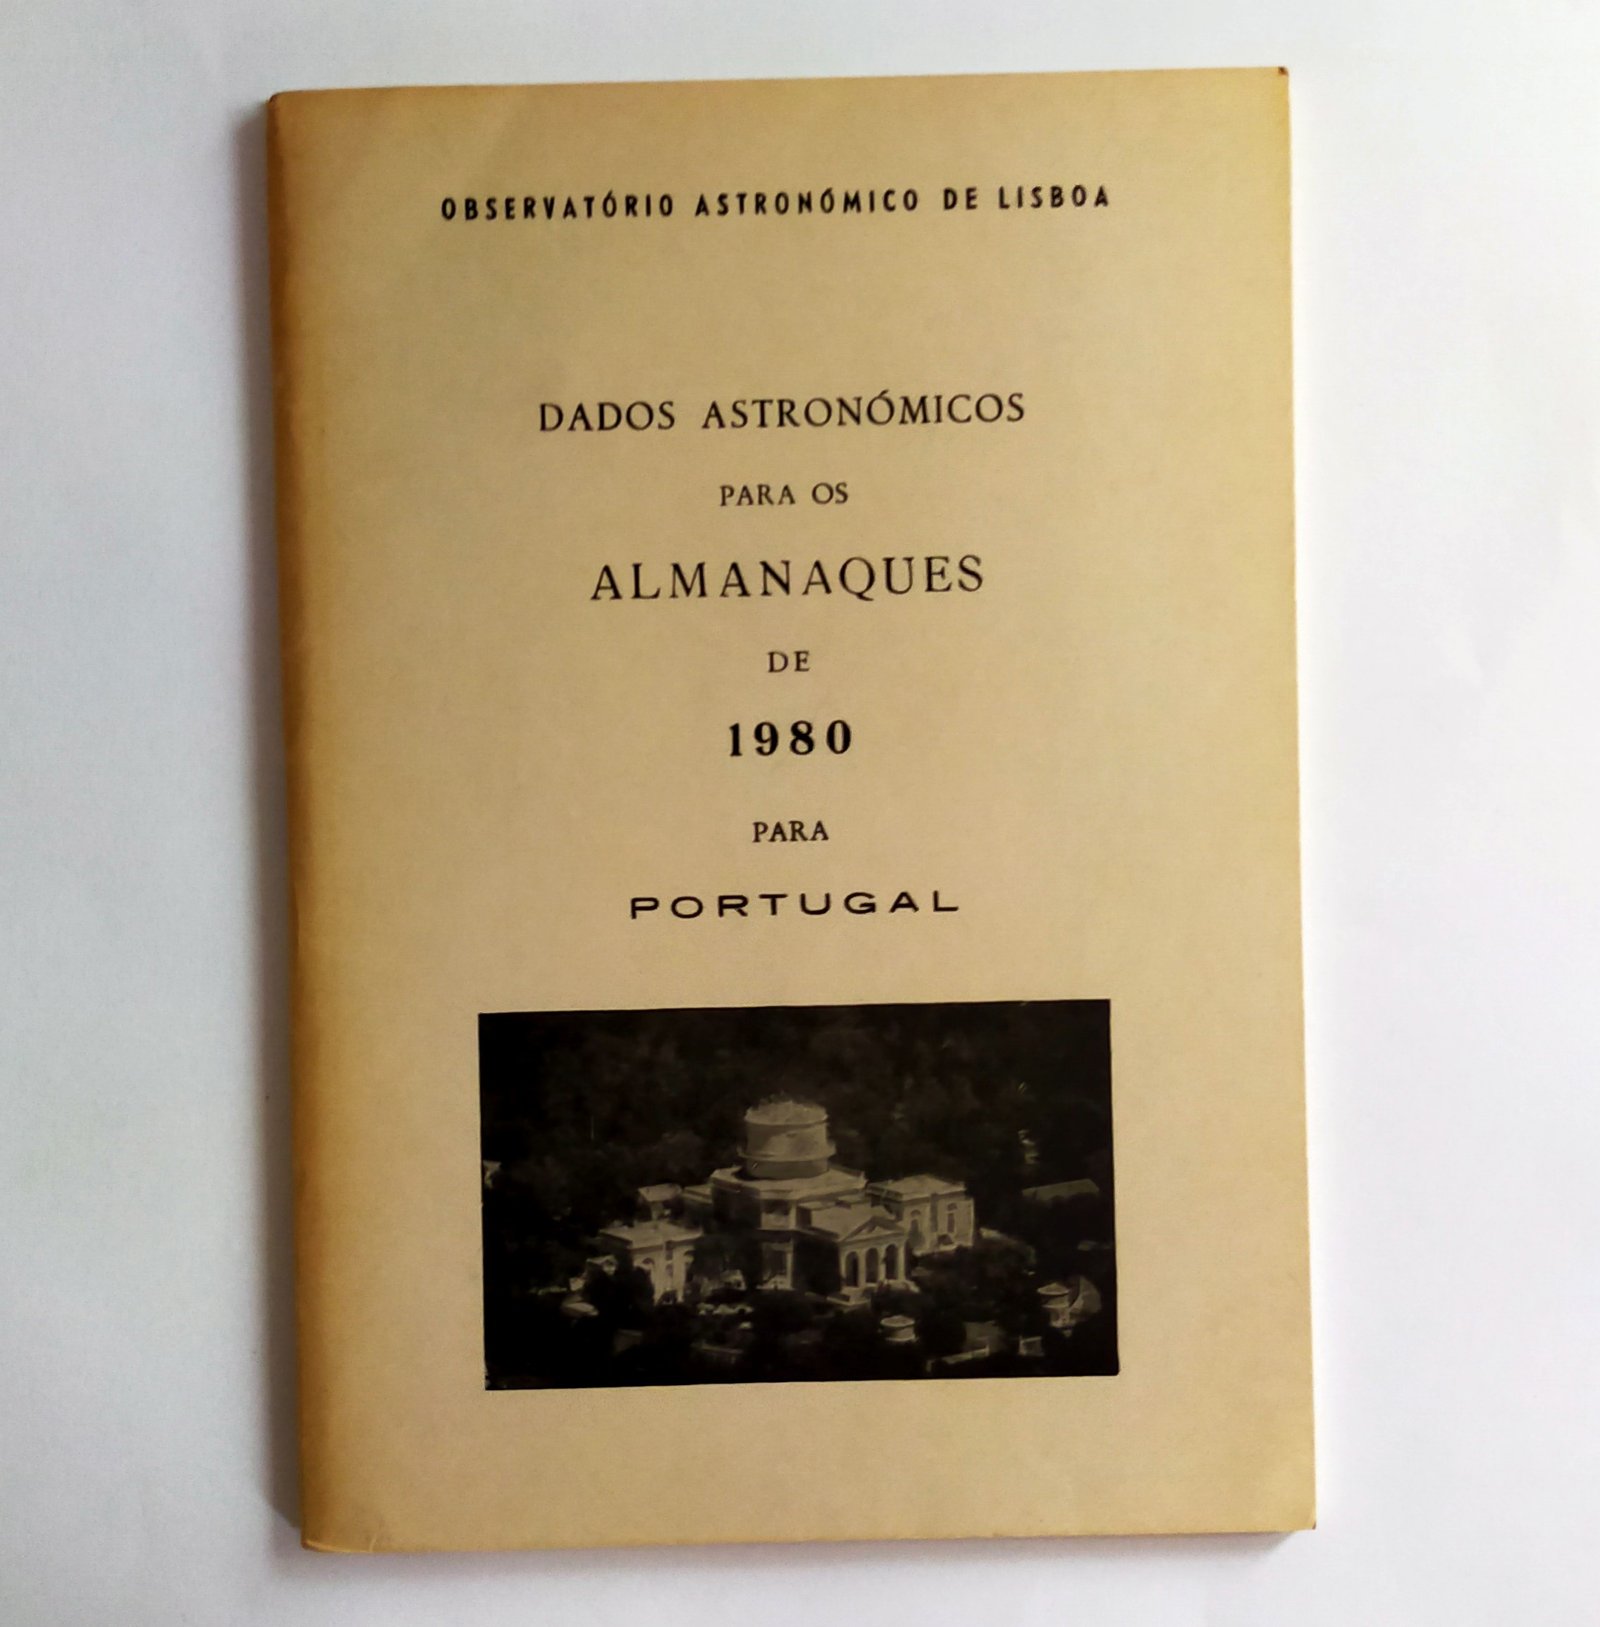 OBSERVATÓRIO ASTRONÓMICO DE LISBOA
DADOS ASTRONÓMICOS
PARA OS
ALMANAQUES
DE
1980
PARA
PORTUGAL